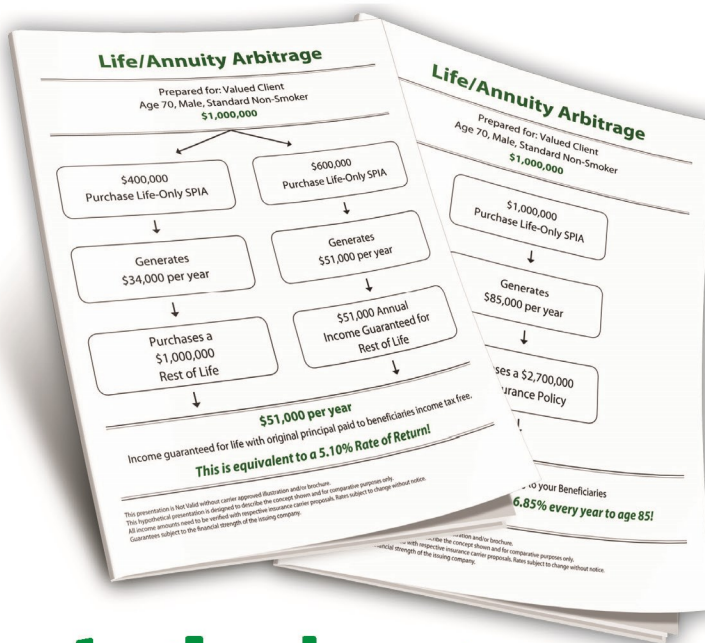 Life/Annuity Arbitrage
Prepared for: Valued Client
Age 70, Male, Standard Non-Smoker
$1,000,000
$400,000
Purchase Life-Only SPIA
$600,000
Purchase Life-Only SPIA
Generates
$34,000 per year
Generates
$51,000 per year
Purchases a
$1,000,000
Rest of Life
$51,000 Annual
Income Guaranteed for
Rest of Life
$51,000 per year
Income guaranteed for life with original principal paid to beneficiaries income tax free.
This is equivalent to a 5.10% Rate of Return!
This presentation is Not Valid without carrier approved illustration and/or brochure.
This hypothetical presentation is designed to describe the concept shown and for comparative purposes only.
All income amounts need to be verified with respective insurance carrier proposals. Rates subject to change without notice.
Guarantees subject to the financial strength of the issuing company.
Life/Annuity Arbitrage
Prepared for: Valued Client
Age 70, Male, Standard Non-Smoker
$1,000,000
$1,000,000
Purchase Life-Only SPIA
Generates
$85,000 per year
ses a $2,700,000
urance Policy
to your Beneficiaries
6.85% every year to age 85!
ration and/or brochure.
ribe the concept shown and for comparative purposes only.
with respective insurance carrier proposals. Rates subject to change without notice.
nancial strength of the issuing company.